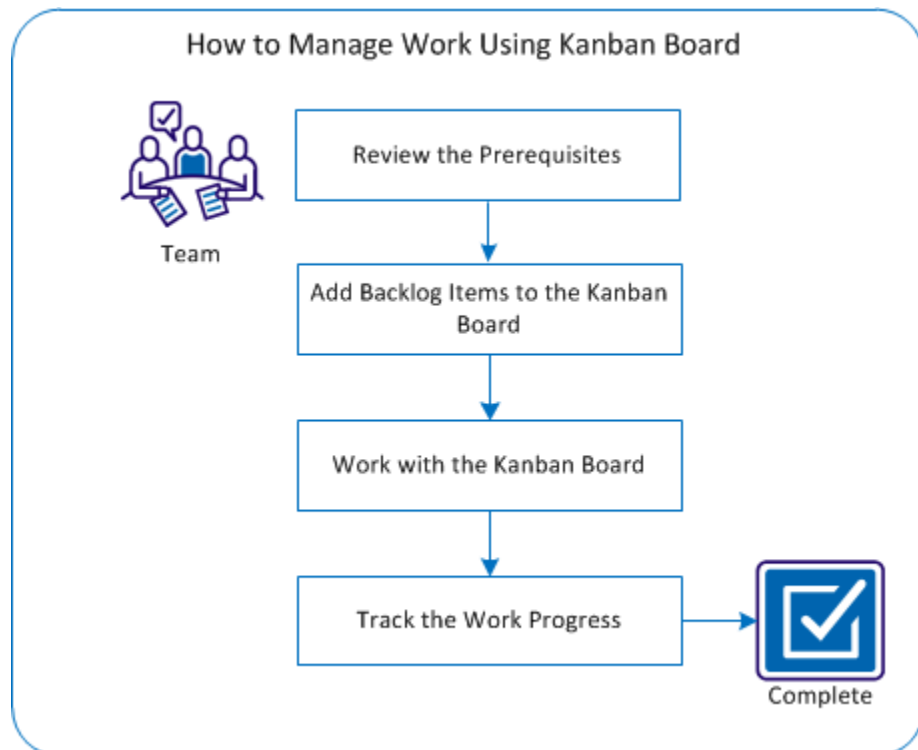 How to Manage Work Using Kanban Board
Review the Prerequisites
Team
Add Backlog Items to the Kanban
Board
Work with the Kanban Board
Track the Work Progress
Complete